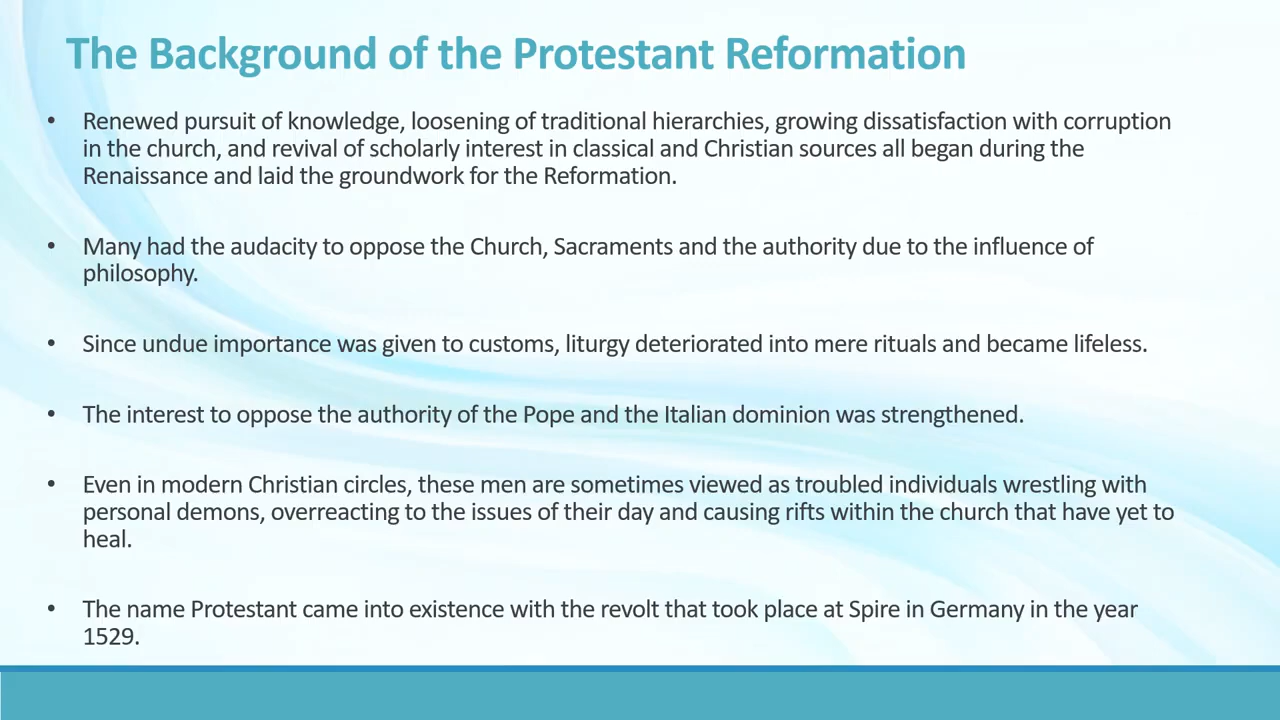 The Background of the Protestant Reformation
• Renewed pursuit of knowledge, loosening of traditional hierarchies, growing dissatisfaction with corruption
in the church, and revival of scholarly interest in classical and Christian sources all began during the
Renaissance and laid the groundwork for the Reformation.
• Many had the audacity to oppose the Church, Sacraments and the authority due to the influence of
philosophy.
• Since undue importance was given to customs, liturgy deteriorated into mere rituals and became lifeless.
• The interest to oppose the authority of the Pope and the Italian dominion was strengthened.
• Even in modern Christian circles, these men are sometimes viewed as troubled individuals wrestling with
personal demons, overreacting to the issues of their day and causing rifts within the church that have yet to
heal.
• The name Protestant came into existence with the revolt that took place at Spire in Germany in the year
1529.